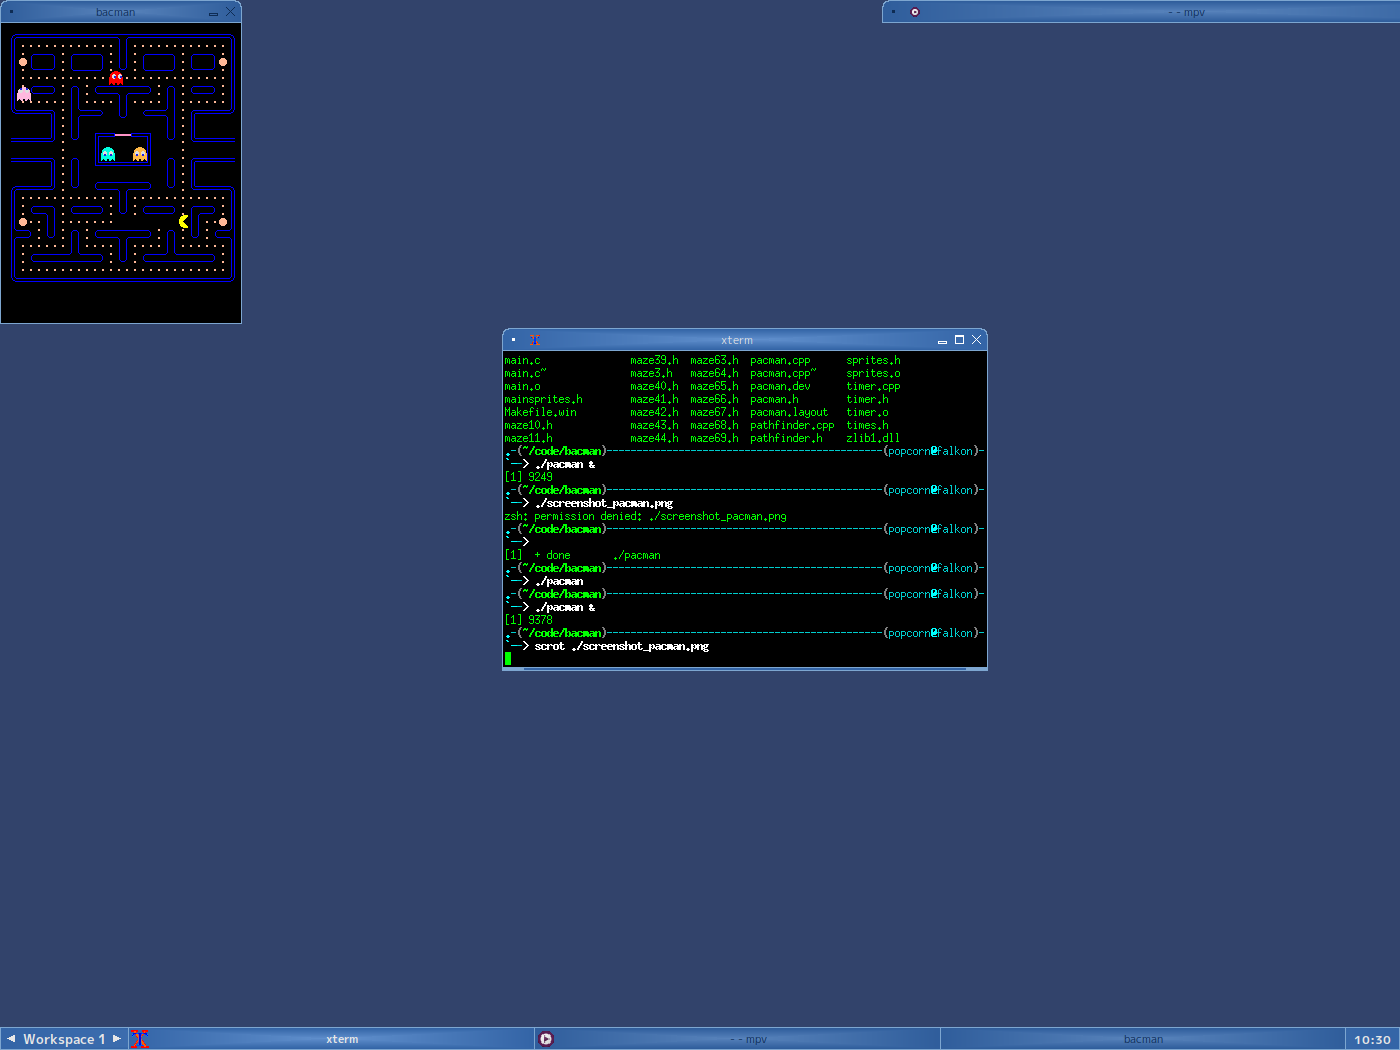 bacman
- - mpv
xterm
main.c maze39.h maze63.h pacman.cpp sprites.h
main.c~ maze3.h maze64.h pacman.cpp~ sprites.o
main.o maze40.h maze65.h pacman.dev timer.cpp
mainsprites.h maze41.h maze66.h pacman.h timer.h
Makefile.win maze42.h maze67.h pacman.layout timer.o
maze10.h maze43.h maze68.h pathfinder.cpp times.h
maze11.h maze44.h maze69.h pathfinder.h zlib1.dll
.-(~/code/bacman)----------------------------------------------(popcorn@falkon)-
`--> ./pacman &
[1] 9249
.-(~/code/bacman)----------------------------------------------(popcorn@falkon)-
`--> ./screenshot_pacman.png
zsh: permission denied: ./screenshot_pacman.png
.-(~/code/bacman)----------------------------------------------(popcorn@falkon)-
`-->
[1] + done ./pacman
.-(~/code/bacman)----------------------------------------------(popcorn@falkon)-
`--> ./pacman
.-(~/code/bacman)----------------------------------------------(popcorn@falkon)-
`--> ./pacman &
[1] 9378
.-(~/code/bacman)----------------------------------------------(popcorn@falkon)-
`--> scrot ./screenshot_pacman.png
Workspace 1 xterm - - mpv bacman 10:30